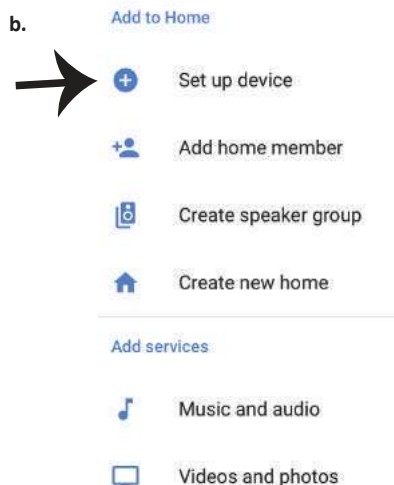 b.
Add to Home
Set up device
Add home member
Create speaker group
Create new home
Add services
Music and audio
Videos and photos